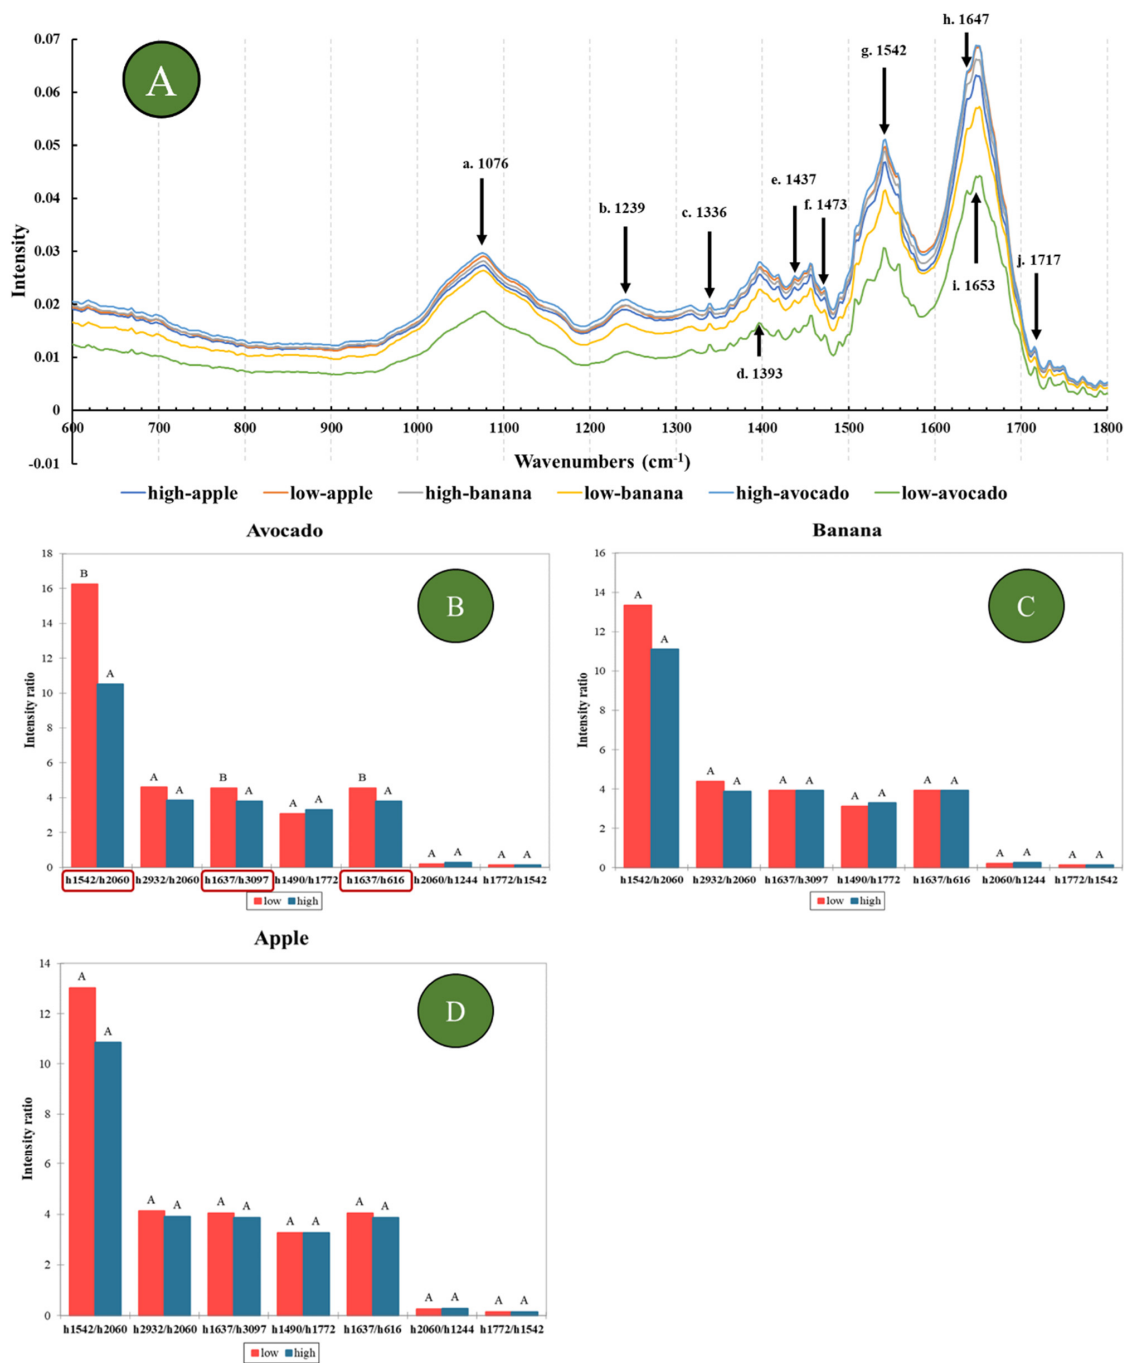 h. 1647
0.07
g. 1542
A
0.06
0.05
a. 1076
e. 1437
0.04
b. 1239
c. 1336
f. 1473
Intensity
0.03
j. 1717
i. 1653
0.02
0.01
d. 1393
0
600 700 800 900 1000 1100 1200 1300 1400 1500 1600 1700 1800
Wavenumbers (cm-1)
-0.01
high-apple low-apple high-banana low-banana high-avocado low-avocado
Avocado
18
16
14
12
10
8
6
4
2
0
Intensity ratio
B
B A A A B A A A B A A A A A
h1542/h2060 h2932/h2060 h1637/h3097 h1490/h1772 h1637/h616 h2060/h1244 h1772/h1542
low high
Banana
16
14
12
10
8
6
4
2
0
Intensity ratio
C
A A A A A A A A A A A A A A
h1542/h2060 h2932/h2060 h1637/h3097 h1490/h1772 h1637/h616 h2060/h1244 h1772/h1542
low high
Apple
14
12
10
8
6
4
2
0
Intensity ratio
D
A A A A A A A A A A A A A A
h1542/h2060 h2932/h2060 h1637/h3097 h1490/h1772 h1637/h616 h2060/h1244 h1772/h1542
low high